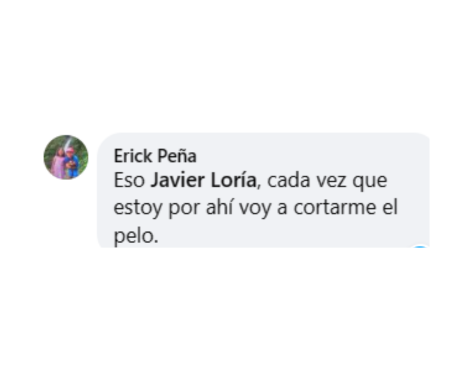 Erick Peña
Eso Javier Loría, cada vez que
estoy por ahí voy a cortarme el
pelo.